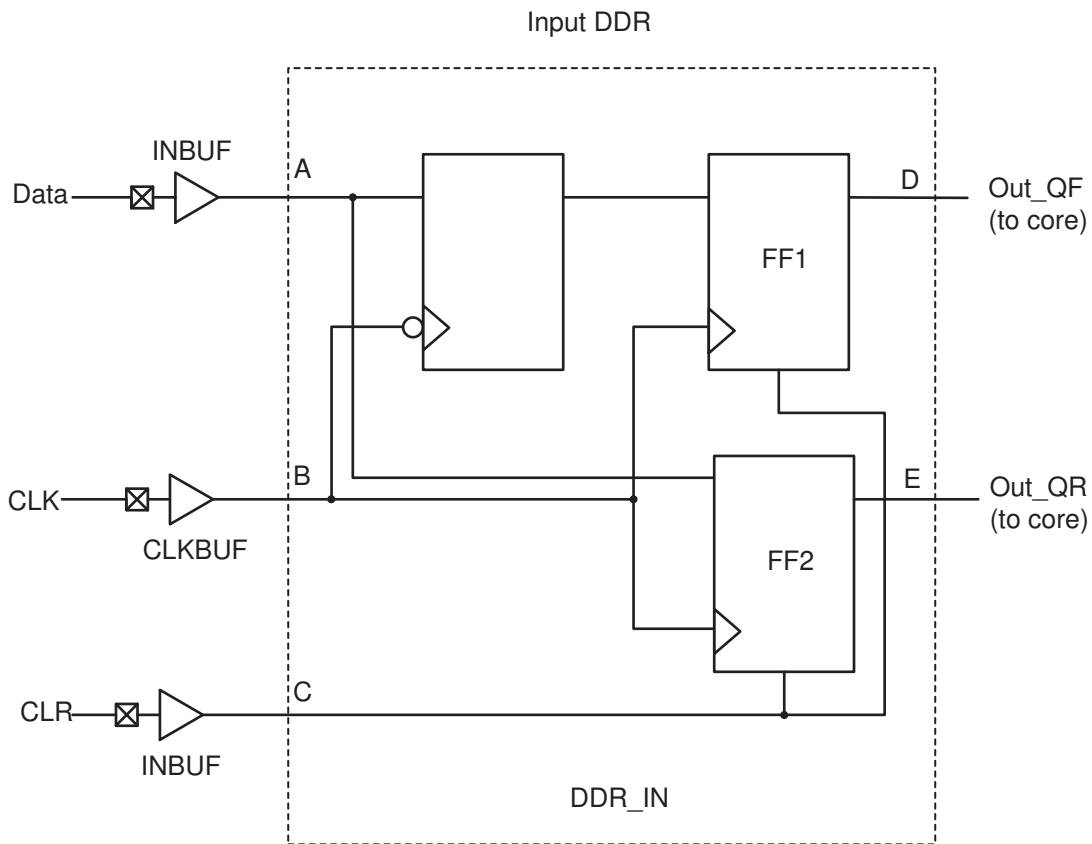 Input DDR
INBUF
A
Data
D
Out_QF
(to core)
FF1
B
CLK
E
Out_QR
(to core)
CLKBUF
FF2
C
CLR
INBUF
DDR_IN